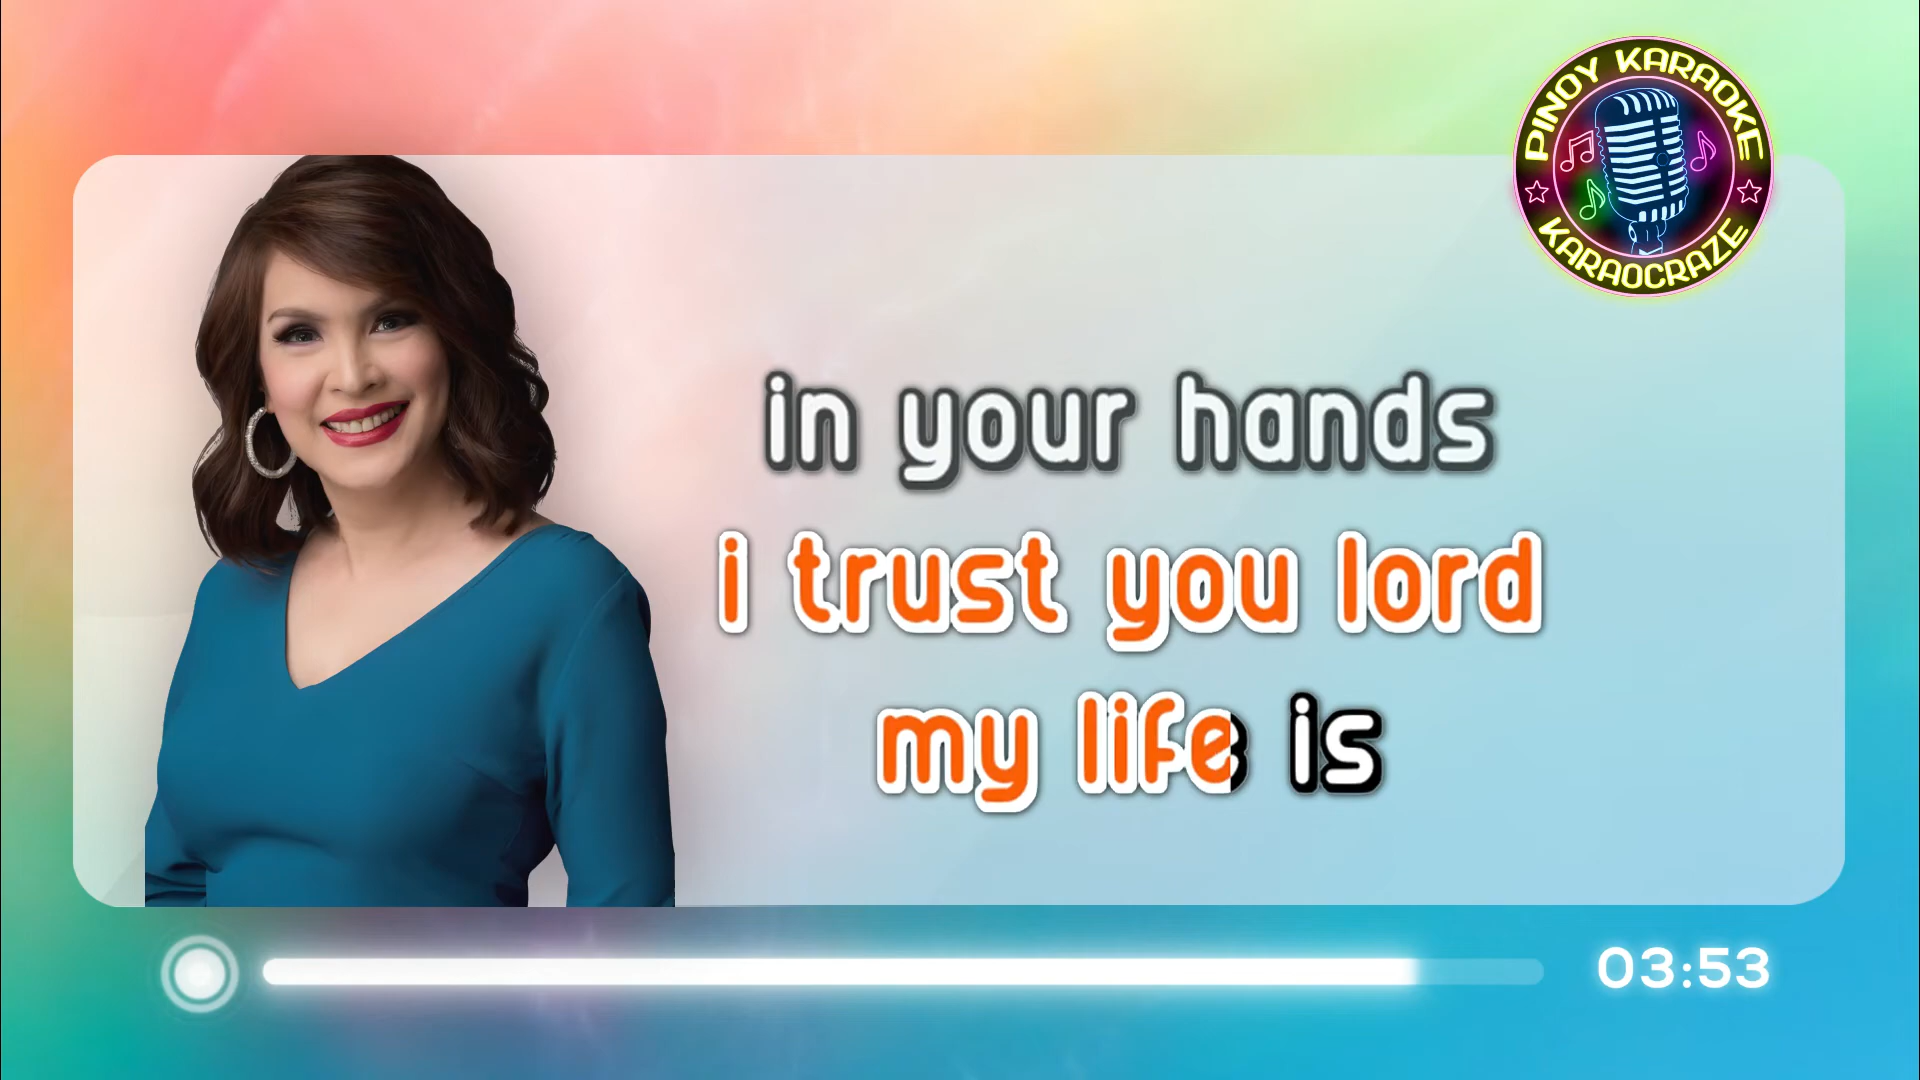 PINOY KARAOKE
KARAOCRAZE
in your hands
i trust you lord
my life is
03:53